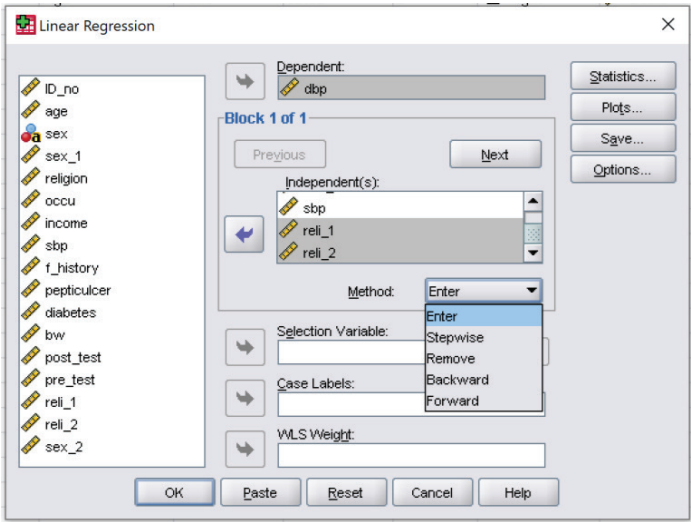 Linear Regression
ID_no
age
sex
sex_1
religion
occu
income
sbp
f_history
pepticulcer
diabetes
bw
post_test
pre_test
reli_1
reli_2
sex_2
Dependent:
dbp
Block 1 of 1
Previous
Next
Independent(s):
sbp
reli_1
reli_2
Method:
Enter
Enter
Stepwise
Remove
Backward
Forward
Selection Variable:
Case Labels:
WLS Weight:
Statistics...
Plots...
Save...
Options...
OK
Paste
Reset
Cancel
Help